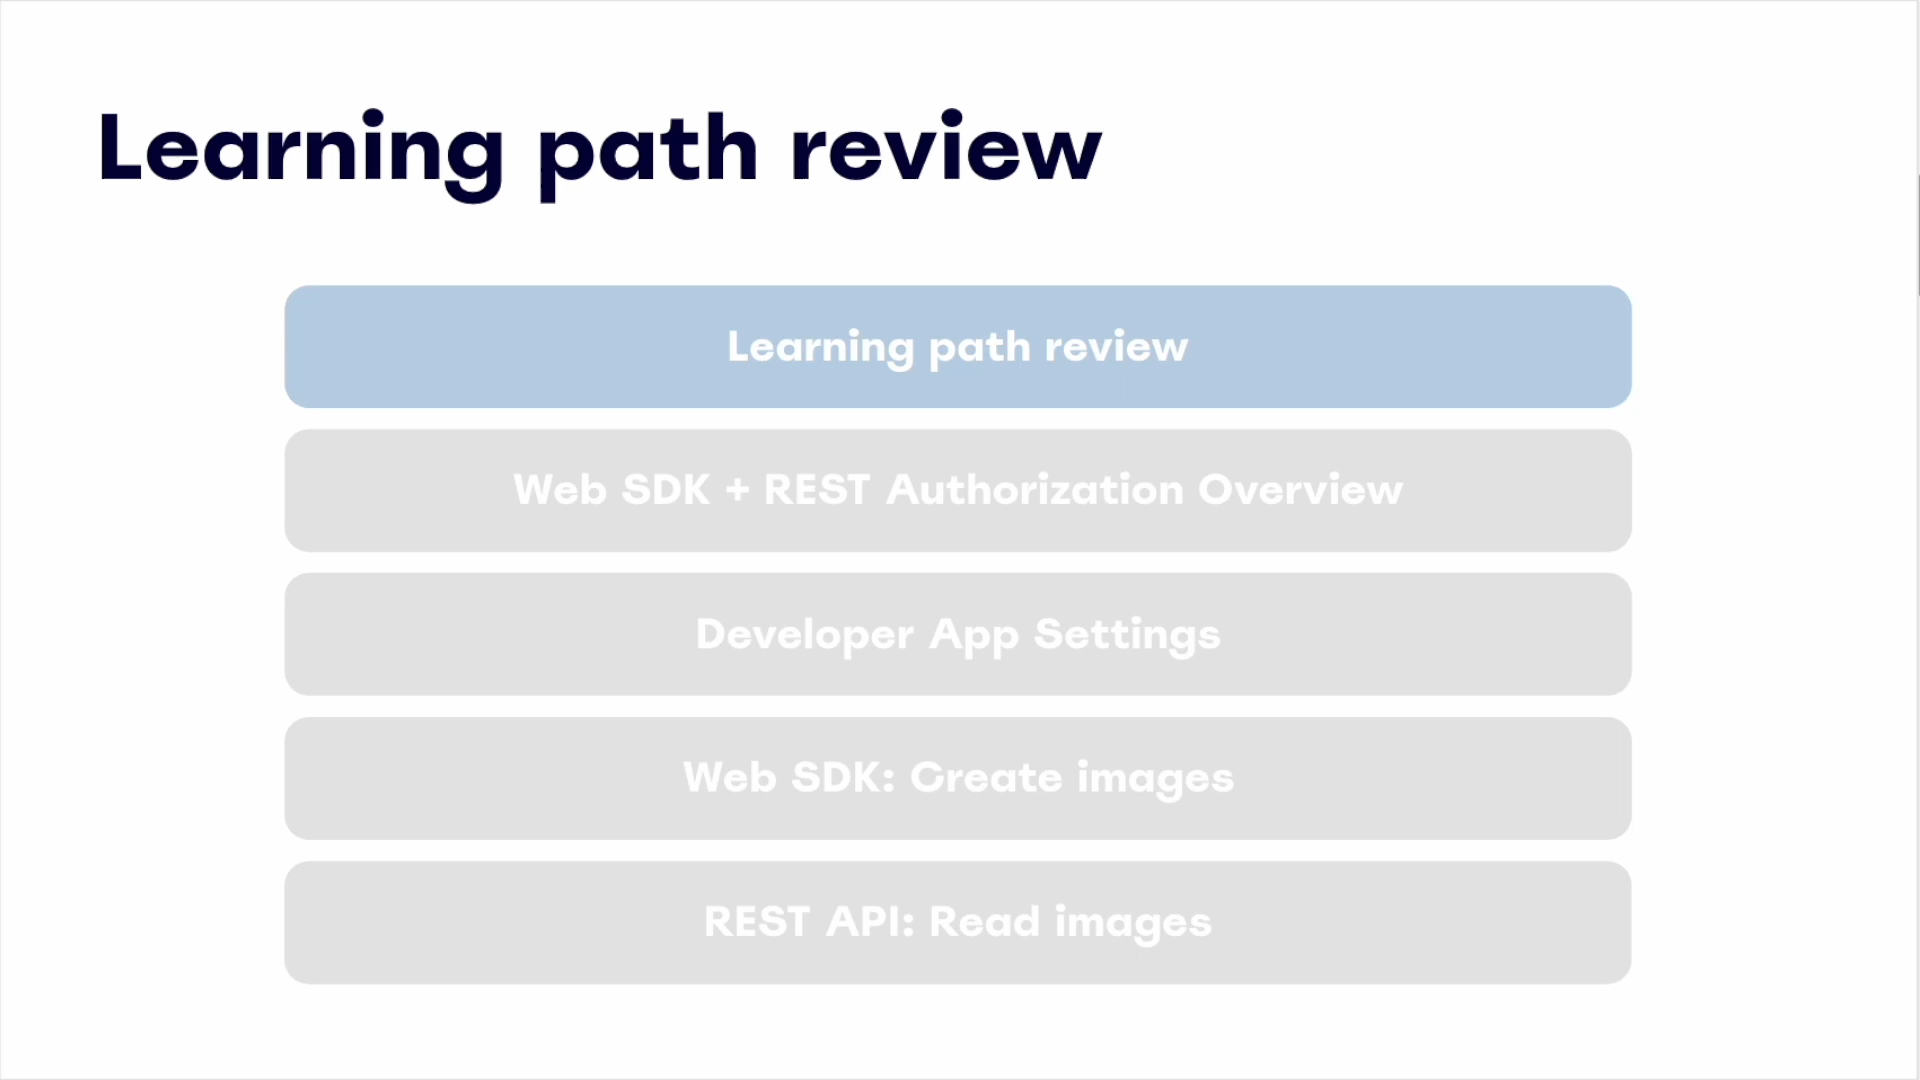 Learning path review
Learning path review
Web SDK + REST Authorization Overview
Developer App Settings
Web SDK: Create images
REST API: Read images